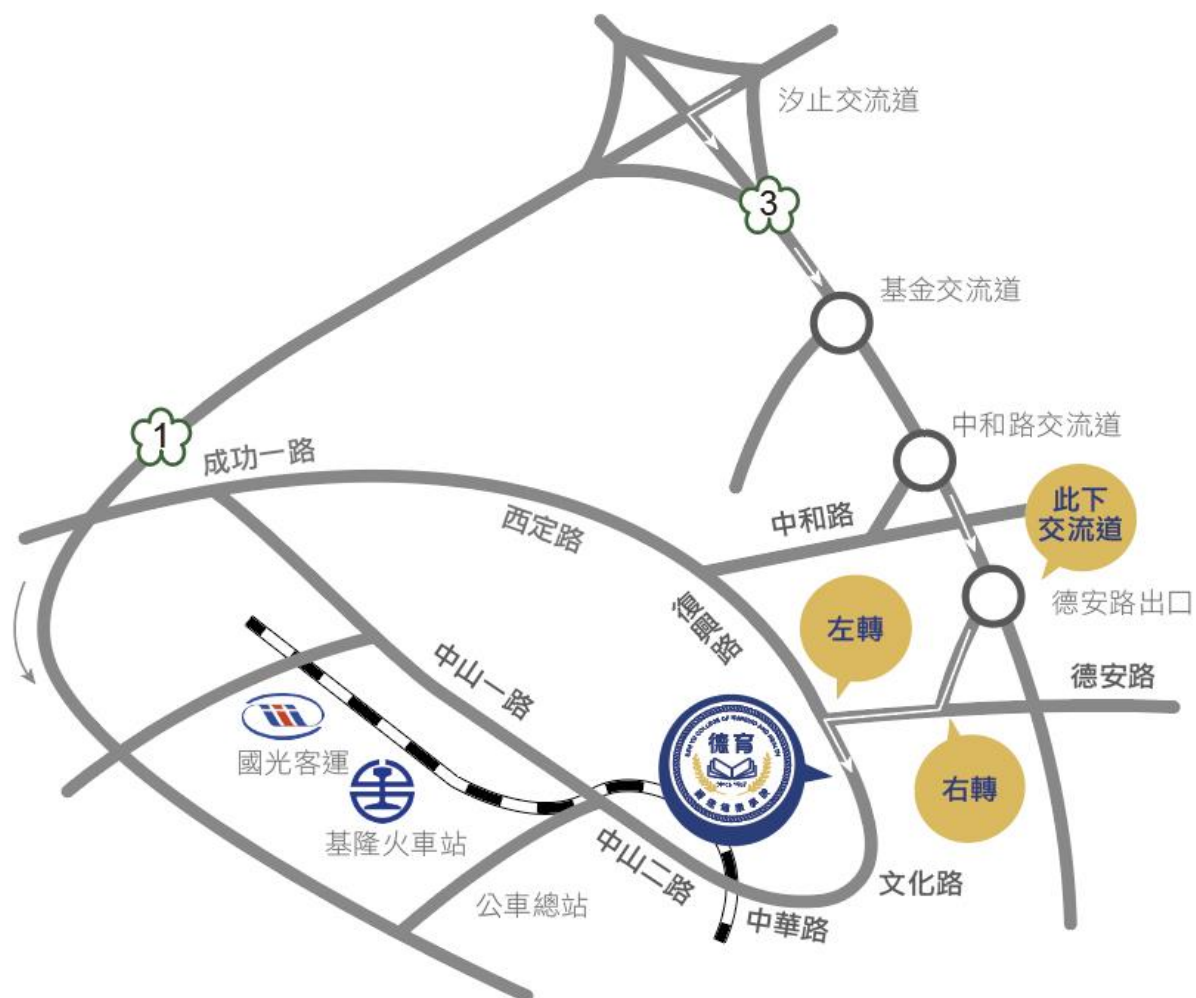 汐止交流道
3
基金交流道
1
成功一路
中和路交流道
西定路
中和路
此下
交流道
德安路出口
復興路
左轉
中山一路
德安路
國光客運
德育
右轉
基隆火車站
中山二路
文化路
公車總站
中華路